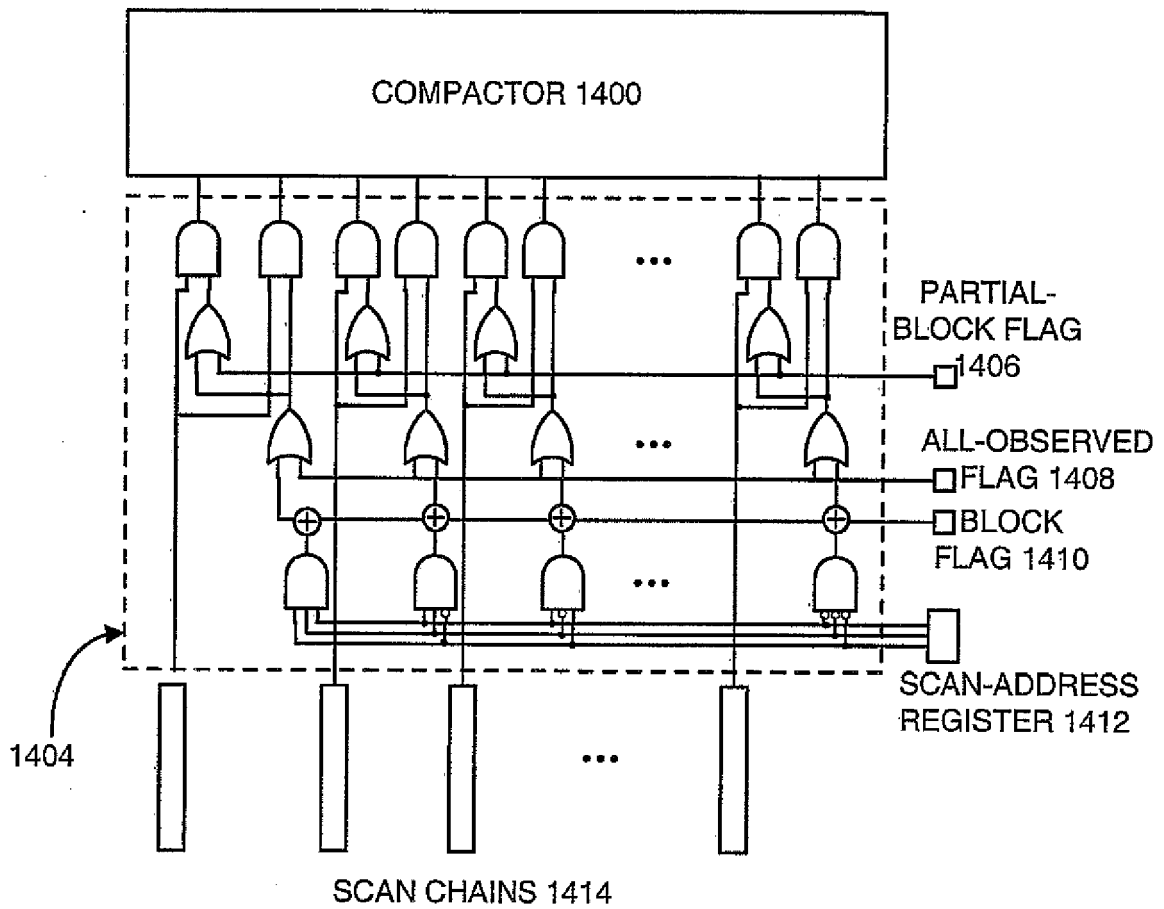 COMPACTOR 1400
PARTIAL-
BLOCK FLAG
1406
ALL-OBSERVED
FLAG 1408
BLOCK
FLAG 1410
SCAN-ADDRESS
REGISTER 1412
1404
SCAN CHAINS 1414